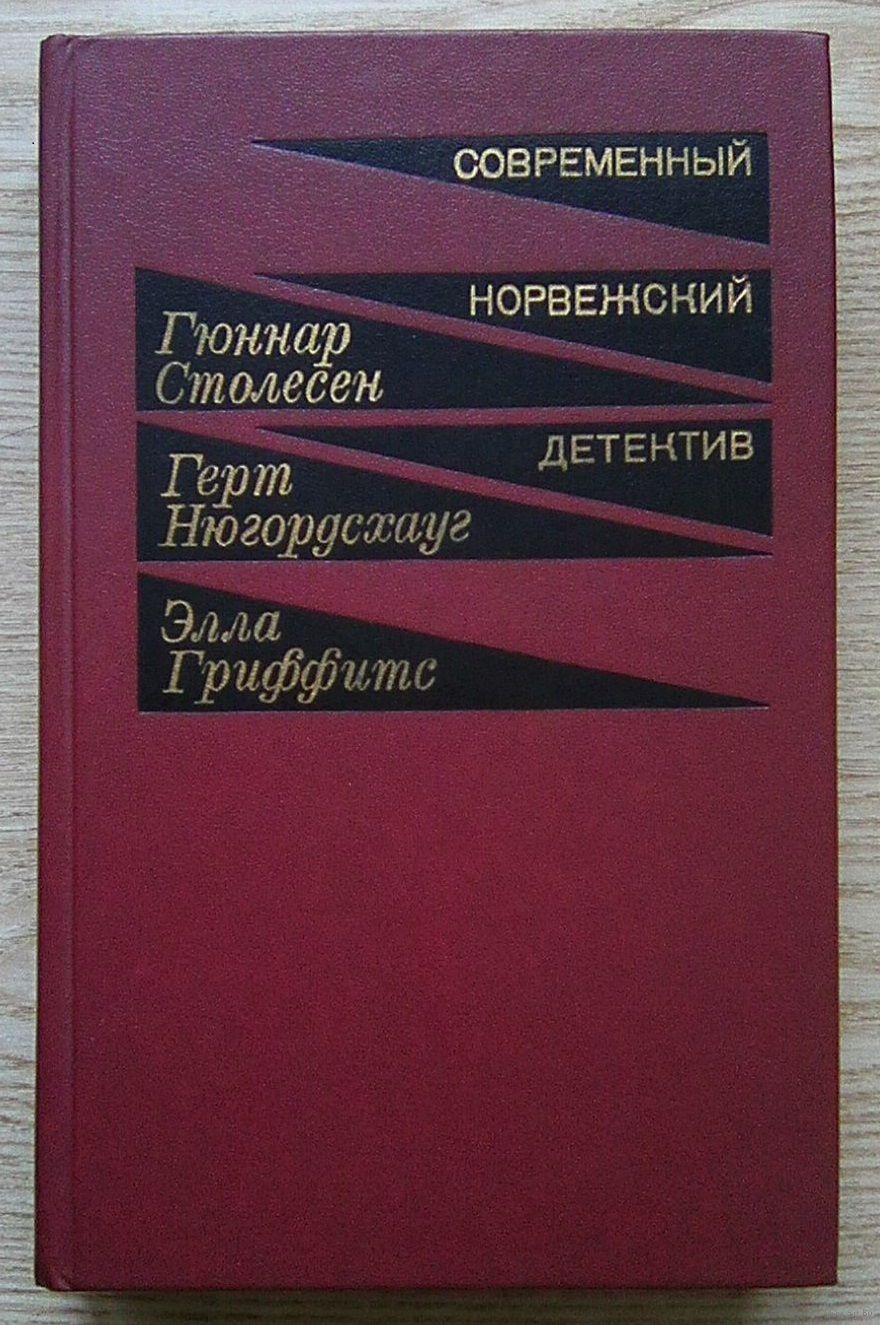 СОВРЕМЕННЫЙ
НОРВЕЖСКИЙ
ДЕТЕКТИВ
Гюннар
Столесен
Герт
Нюгордсхауг
Элла
Гриффитс